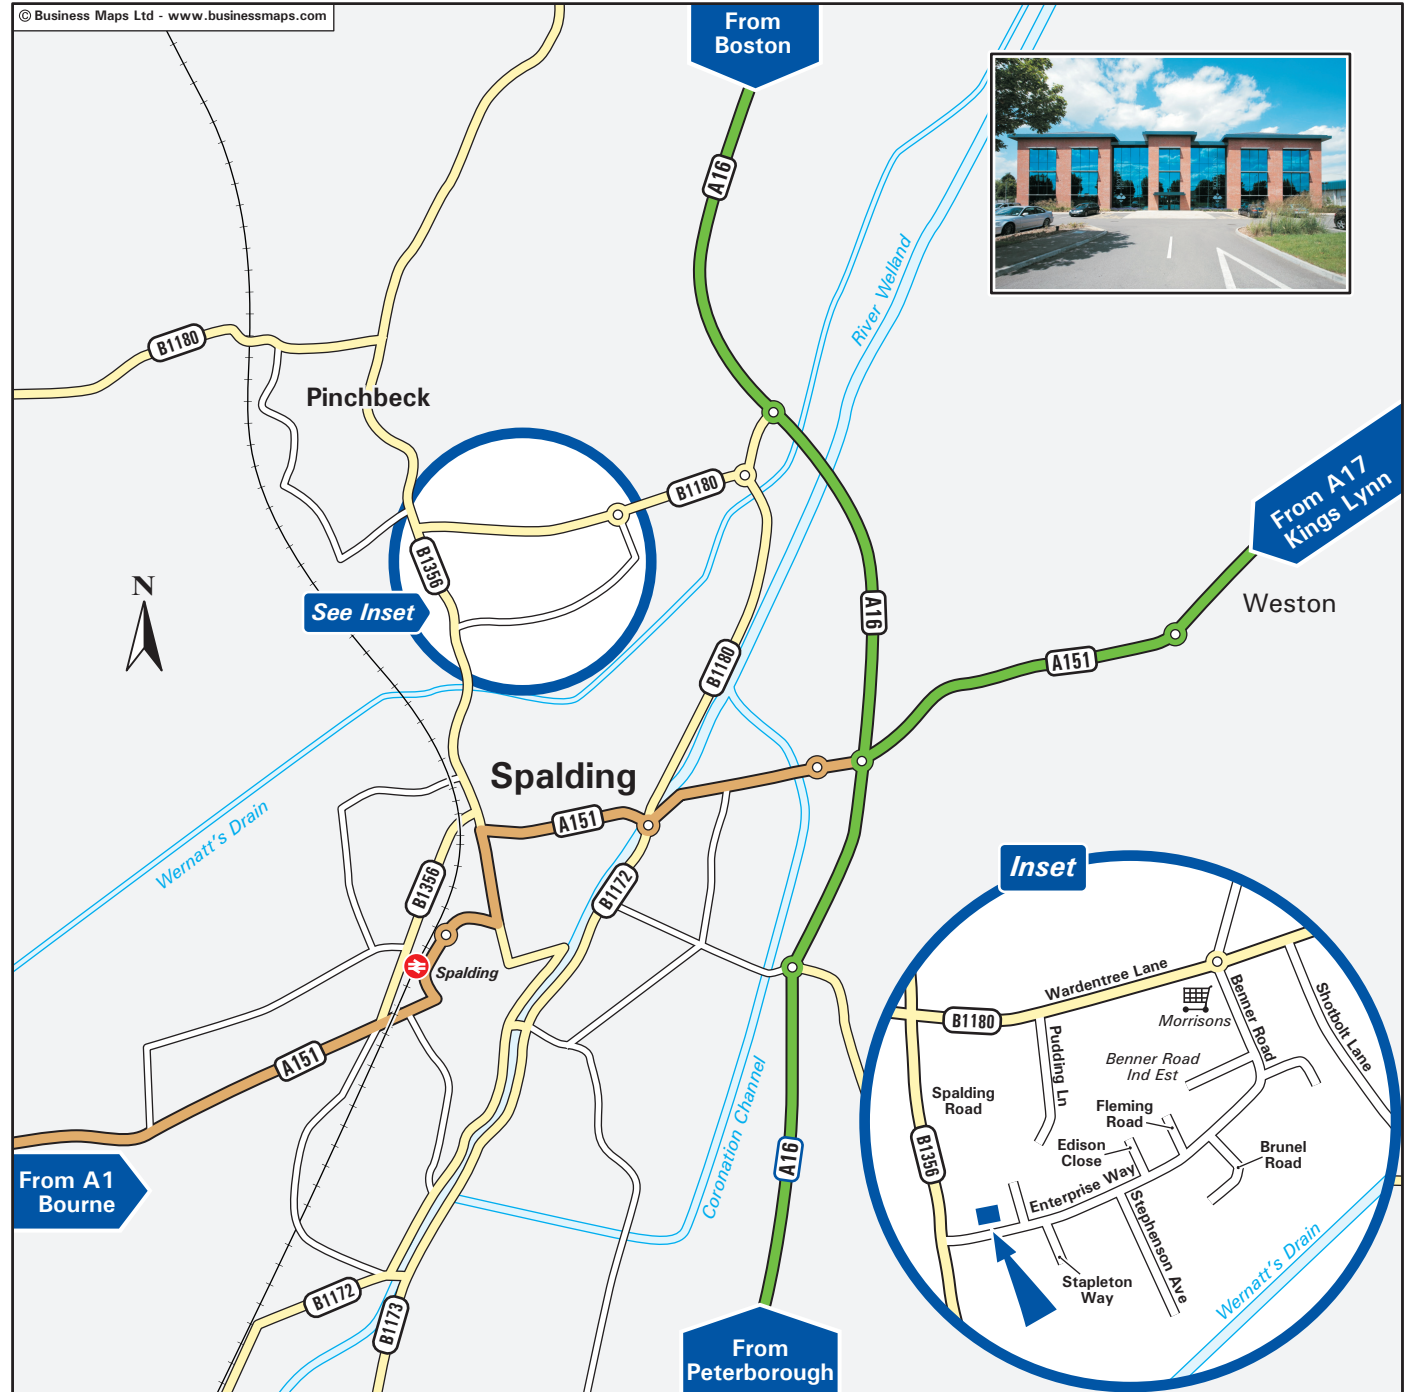 © Business Maps Ltd - www.businessmaps.com
From
Boston
A16
River Welland
B1180
Pinchbeck
From A17
Kings Lynn
B1180
B1356
See Inset
N
A16
Weston
A151
B1180
Spalding
A151
Wernatt's Drain
B1356
B1172
Spalding
A151
Coronation Channel
A16
From A1
Bourne
B1172
B1173
From
Peterborough
Inset
Wardentree Lane
B1180
Morrisons
Benner Road
Shotbolt Lane
Pudding Ln
Benner Road
Ind Est
Spalding
Road
Fleming
Road
Edison
Close
B1356
Brunel
Road
Enterprise Way
Stephenson Ave
Stapleton
Way
Wernatt's Drain